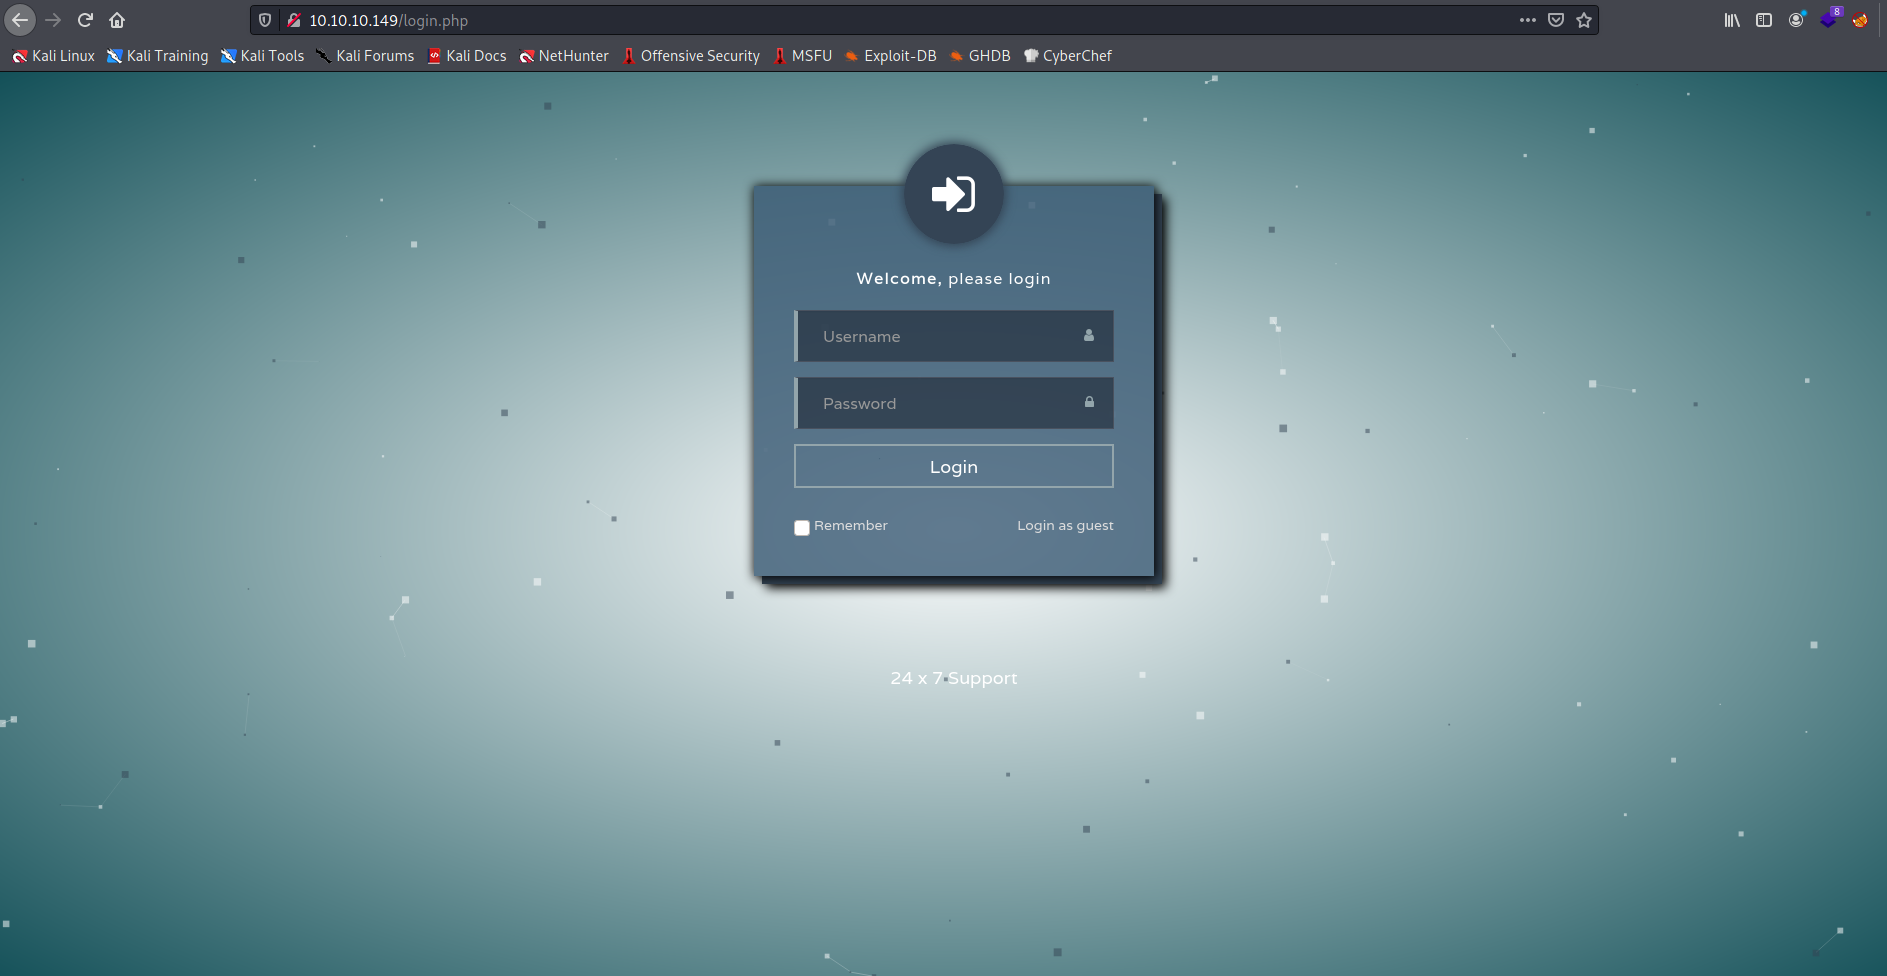 10.10.10.149/login.php
8
Kali Linux Kali Training Kali Tools Kali Forums Kali Docs NetHunter Offensive Security MSFU Exploit-DB GHDB CyberChef
Welcome, please login
Username
Password
Login
Remember Login as guest
24 x 7 Support